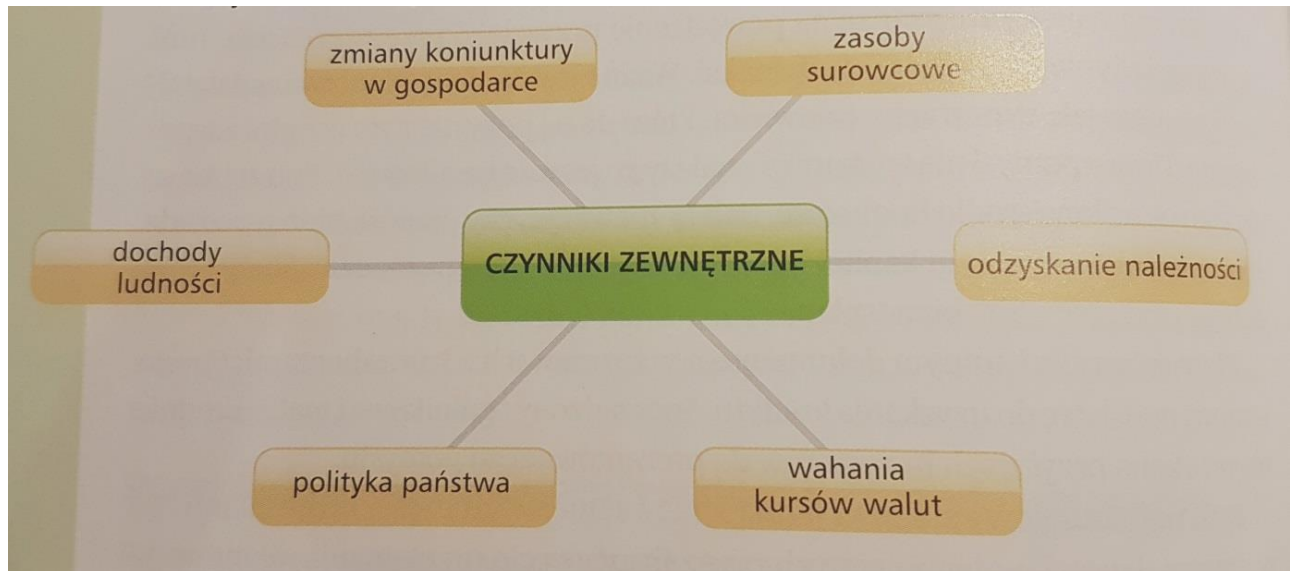 zmiany koniunktury
w gospodarce
zasoby
surowcowe
dochody
ludności
CZYNNIKI ZEWNĘTRZNE
odzyskanie należności
polityka państwa
wahania
kursów walut